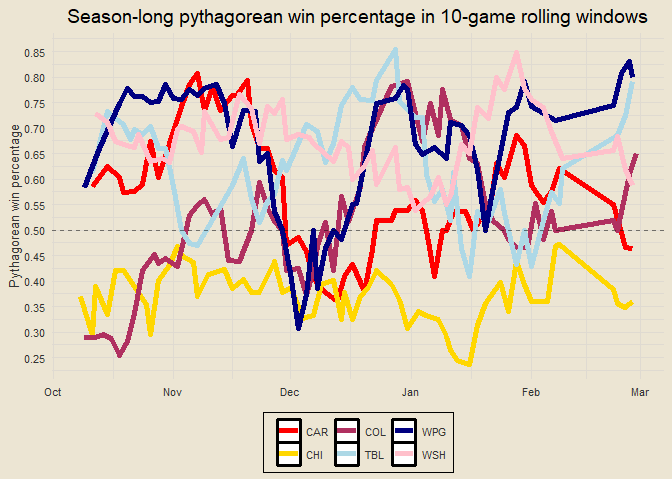 Season-long pythagorean win percentage in 10-game rolling windows
Pythagorean win percentage
0.85
0.80
0.75
0.70
0.65
0.60
0.55
0.50
0.45
0.40
0.35
0.30
0.25
Oct Nov Dec Jan Feb Mar
CAR COL WPG
CHI TBL WSH